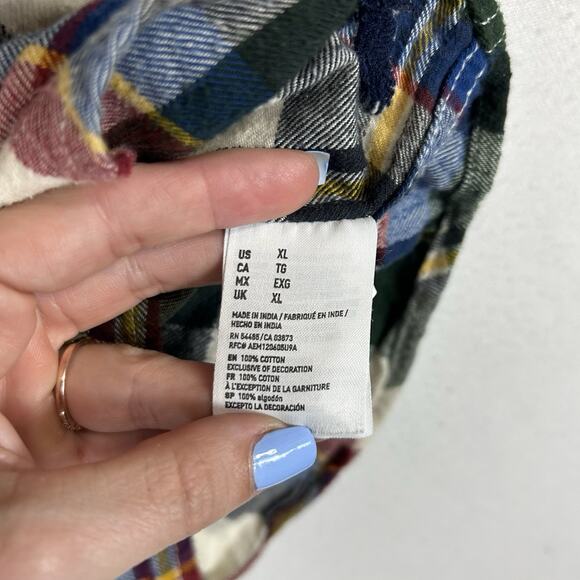 US XL
CA TG
MX EXG
UK XL
MADE IN INDIA / FABRIQUÉ EN INDE /
HECHO EN INDIA
RN 54485/CA 03873
RFC# AEM120605U9A
EN 100% COTTON
EXCLUSIVE OF DECORATION
FR 100% COTON
À L'EXCEPTION DE LA GARNITURE
SP 100% algodón
EXCEPTO LA DECORACIÓN